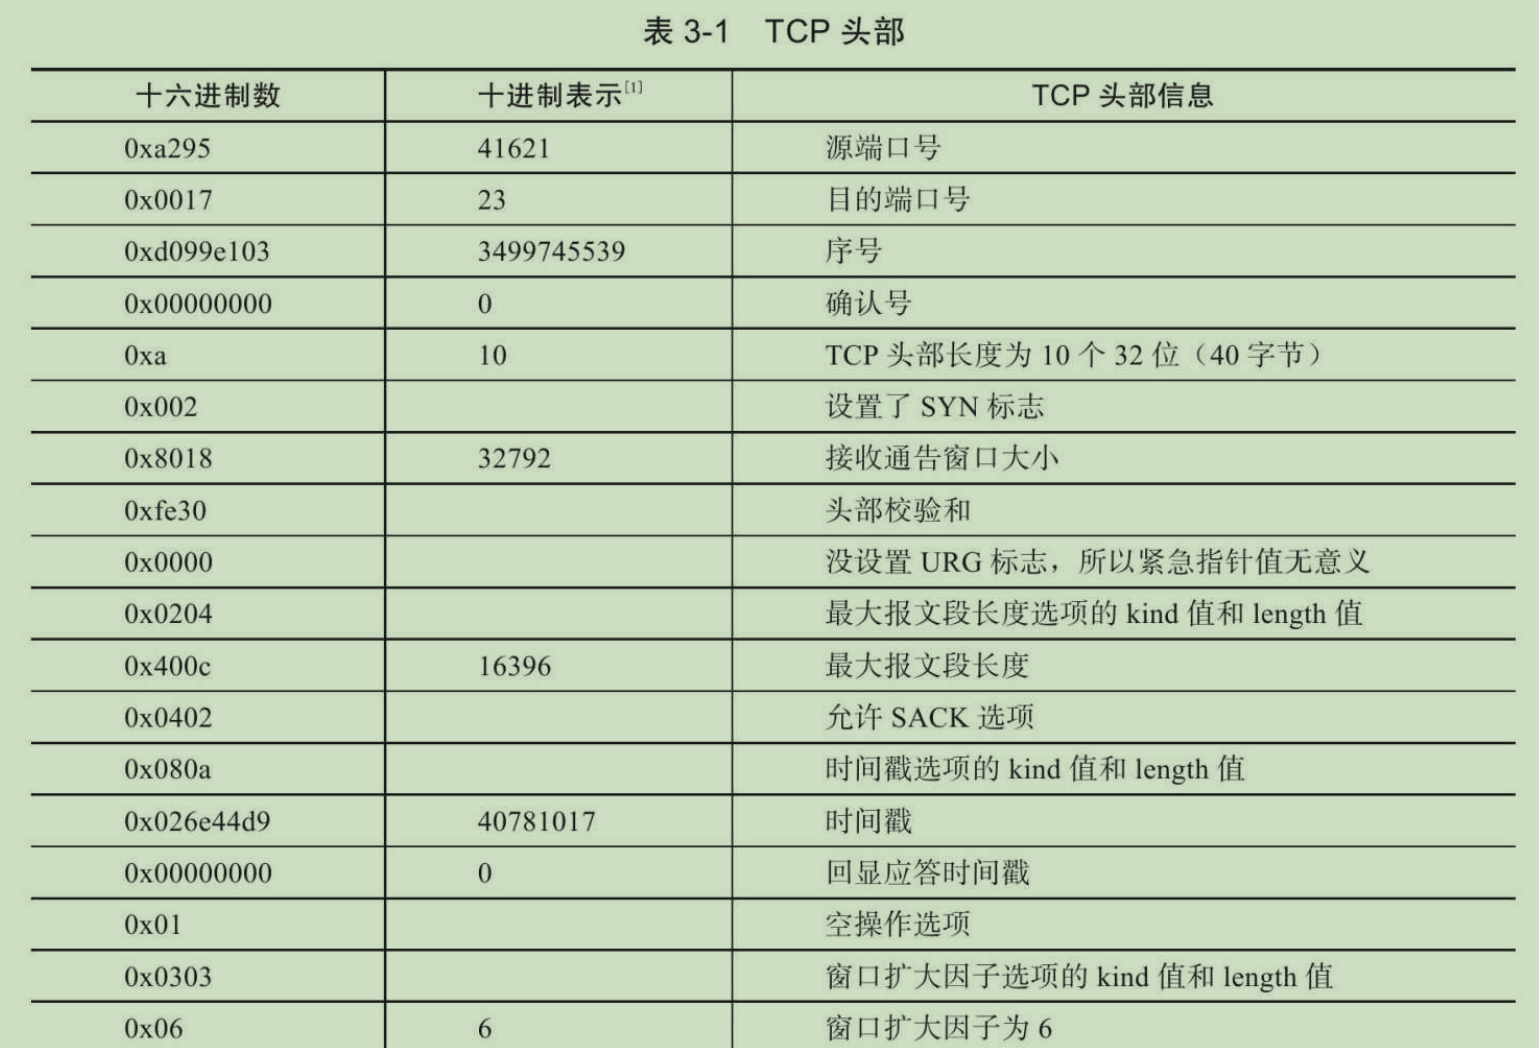 表 3-1 TCP 头部
十六进制数 十进制表示[1] TCP 头部信息
0xa295 41621 源端口号
0x0017 23 目的端口号
0xd099e103 3499745539 序号
0x00000000 0 确认号
0xa 10 TCP 头部长度为 10 个 32 位（40 字节）
0x002 设置了 SYN 标志
0x8018 32792 接收通告窗口大小
0xfe30 头部校验和
0x0000 没设置 URG 标志，所以紧急指针值无意义
0x0204 最大报文段长度选项的 kind 值和 length 值
0x400c 16396 最大报文段长度
0x0402 允许 SACK 选项
0x080a 时间戳选项的 kind 值和 length 值
0x026e44d9 40781017 时间戳
0x00000000 0 回显应答时间戳
0x01 空操作选项
0x0303 窗口扩大因子选项的 kind 值和 length 值
0x06 6 窗口扩大因子为 6